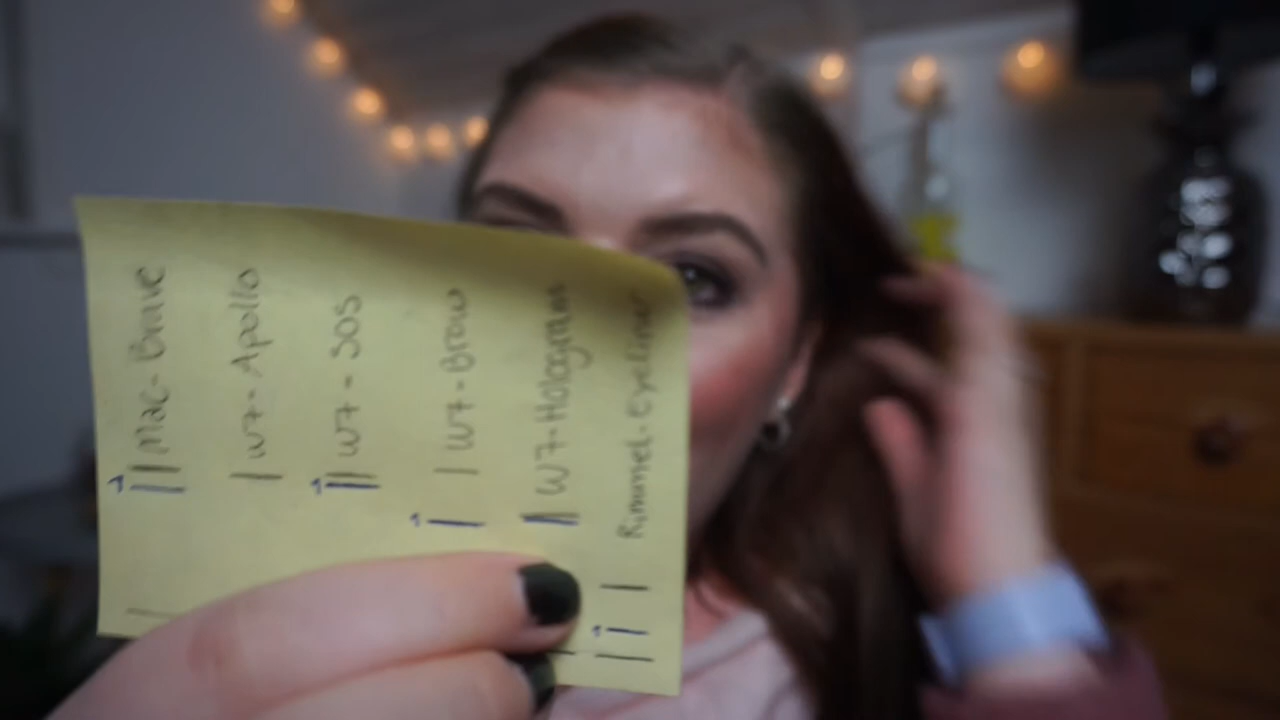 Mac - Brave
W7 - Apollo
W7 - SOS
W7 - Brow
W7 - Hologram
Rimmel - Eyeliner